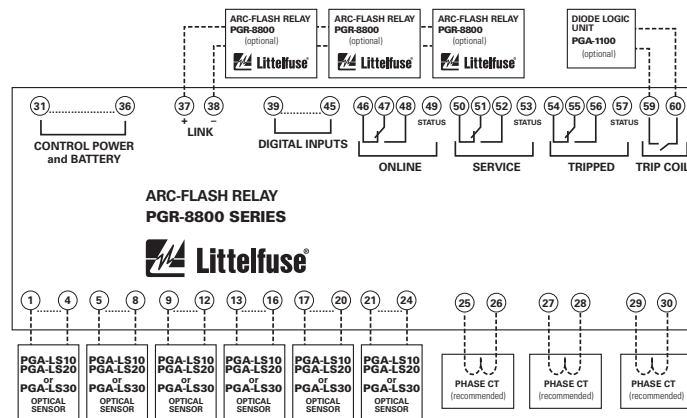 ARC-FLASH RELAY
PGR-8800
(optional)
Littelfuse
ARC-FLASH RELAY
PGR-8800
(optional)
Littelfuse
ARC-FLASH RELAY
PGR-8800
(optional)
Littelfuse
DIODE LOGIC
UNIT
PGA-1100
(optional)
31 36 37 38 39 45 46 47 48 49 50 51 52 53 54 55 56 57 59 60
+ –
LINK
STATUS STATUS STATUS
CONTROL POWER
and BATTERY
DIGITAL INPUTS
ONLINE
SERVICE
TRIPPED
TRIP COIL
ARC-FLASH RELAY
PGR-8800 SERIES
Littelfuse®
1 4 5 8 9 12 13 16 17 20 21 24 25 26 27 28 29 30
PGA-LS10
PGA-LS20
or
PGA-LS30
OPTICAL
SENSOR
PGA-LS10
PGA-LS20
or
PGA-LS30
OPTICAL
SENSOR
PGA-LS10
PGA-LS20
or
PGA-LS30
OPTICAL
SENSOR
PGA-LS10
PGA-LS20
or
PGA-LS30
OPTICAL
SENSOR
PGA-LS10
PGA-LS20
or
PGA-LS30
OPTICAL
SENSOR
PGA-LS10
PGA-LS20
or
PGA-LS30
OPTICAL
SENSOR
PHASE CT
(recommended)
PHASE CT
(recommended)
PHASE CT
(recommended)